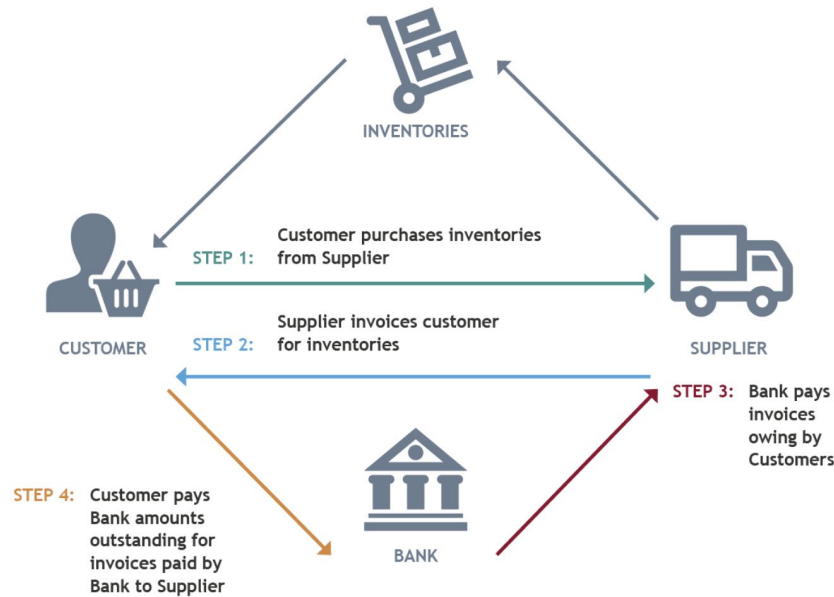 INVENTORIES
STEP 1: Customer purchases inventories
from Supplier
CUSTOMER
STEP 2: Supplier invoices customer
for inventories
SUPPLIER
STEP 3: Bank pays
invoices
owing by
Customers
STEP 4: Customer pays
Bank amounts
outstanding for
invoices paid by
Bank to Supplier
BANK